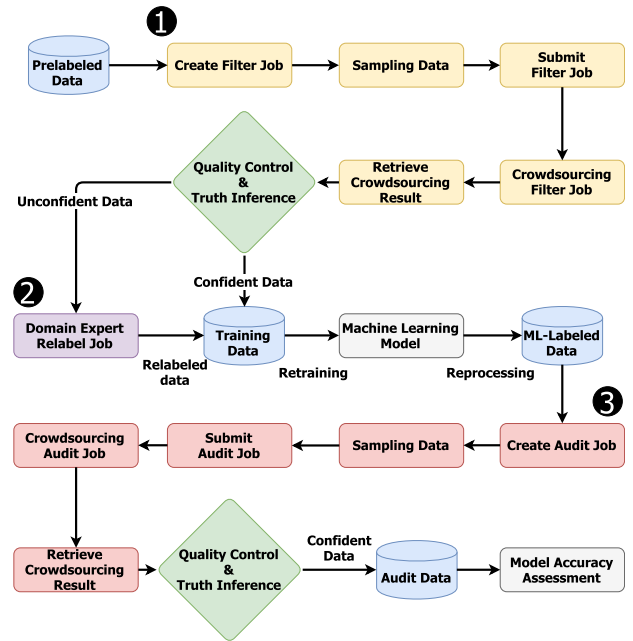 1
Prelabeled
Data
Create Filter Job
Sampling Data
Submit
Filter Job
Quality Control
&
Truth Inference
Retrieve
Crowdsourcing
Result
Crowdsourcing
Filter Job
Unconfident Data
Confident Data
2
Domain Expert
Relabel Job
Relabeled
data
Training
Data
Retraining
Machine Learning
Model
Reprocessing
ML-Labeled
Data
3
Crowdsourcing
Audit Job
Submit
Audit Job
Sampling Data
Create Audit Job
Retrieve
Crowdsourcing
Result
Quality Control
&
Truth Inference
Confident
Data
Audit Data
Model Accuracy
Assessment